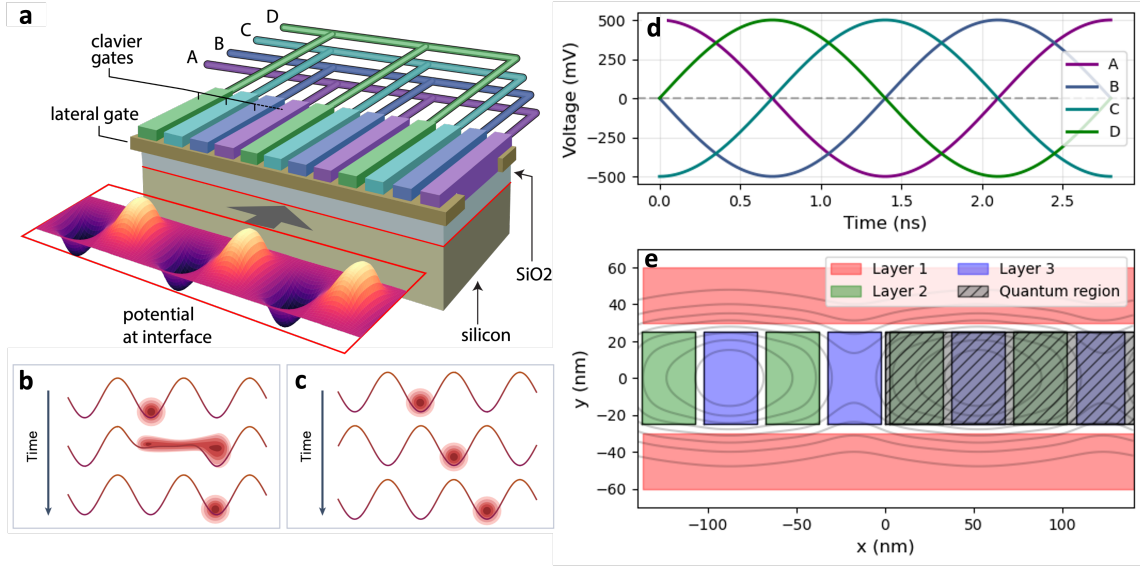 a
D
C
B
A
clavier
gates
lateral gate
SiO2
silicon
potential
at interface
b
Time
c
Time
d
Voltage (mV)
500
250
0
−250
−500
0.0 0.5 1.0 1.5 2.0 2.5
Time (ns)
A
B
C
D
e
Layer 1
Layer 2
Layer 3
Quantum region
y (nm)
60
40
20
0
−20
−40
−60
−100 −50 0 50 100
x (nm)